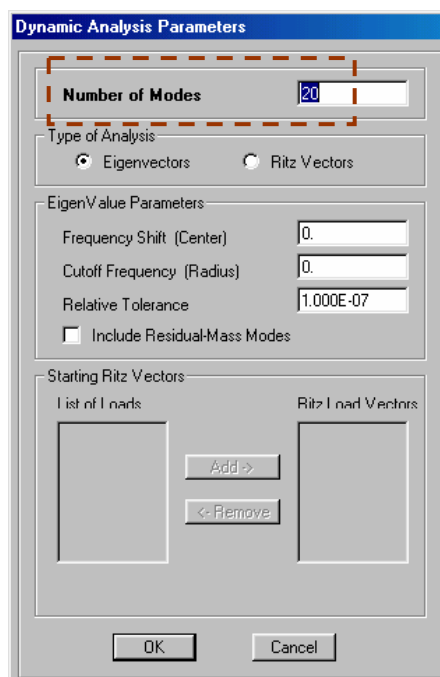 Dynamic Analysis Parameters
Number of Modes 20
Type of Analysis
Eigenvectors Ritz Vectors
EigenValue Parameters
Frequency Shift (Center) 0.
Cutoff Frequency (Radius) 0.
Relative Tolerance 1.000E-07
Include Residual-Mass Modes
Starting Ritz Vectors
List of Loads Ritz Load Vectors
Add ->
<- Remove
OK Cancel